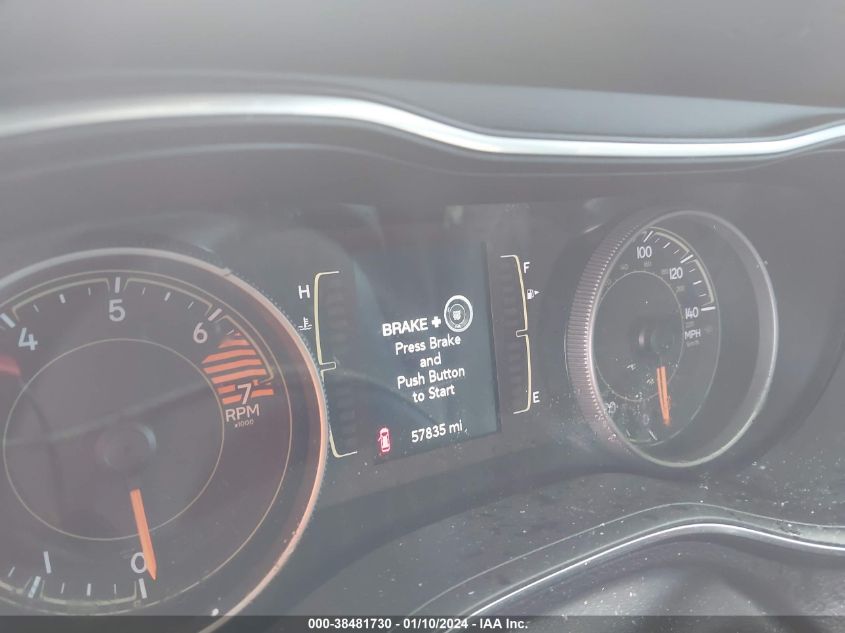 4 5 6 7
RPM
x1000
0
H
BRAKE +
Press Brake
and
Push Button
to Start
57835 mi
F
E
100
120
140
MPH
000-38481730 - 01/10/2024 - IAA Inc.